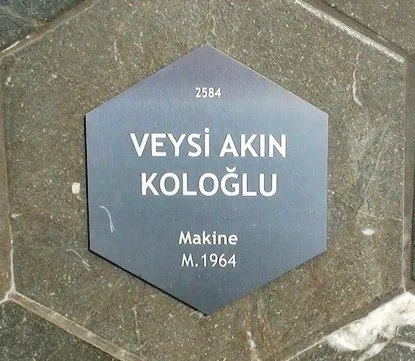 2584
VEYSİ AKIN
KOLOĞLU
Makine
M.1964